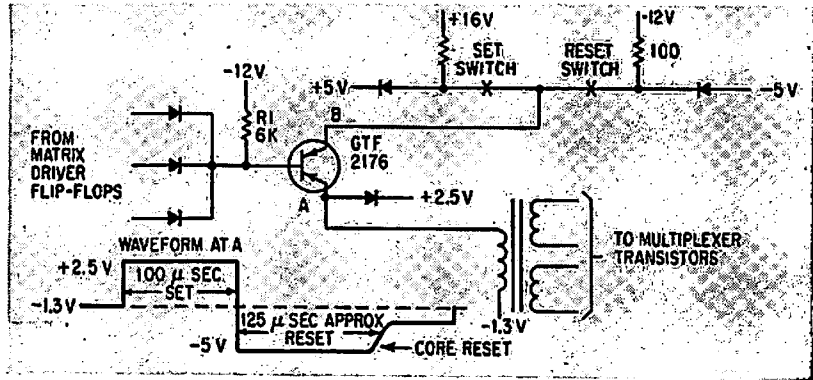 +16V
-12V
SET
SWITCH
RESET
SWITCH
100
-12V
+5V
-5V
R1
6K
B
FROM
MATRIX
DRIVER
FLIP-FLOPS
GTF
2176
A
+2.5V
WAVEFORM AT A
TO MULTIPLEXER
TRANSISTORS
+2.5V
100 μ SEC.
SET
-1.3V
-1.3V
125 μ SEC APPROX
RESET
-5V
CORE RESET